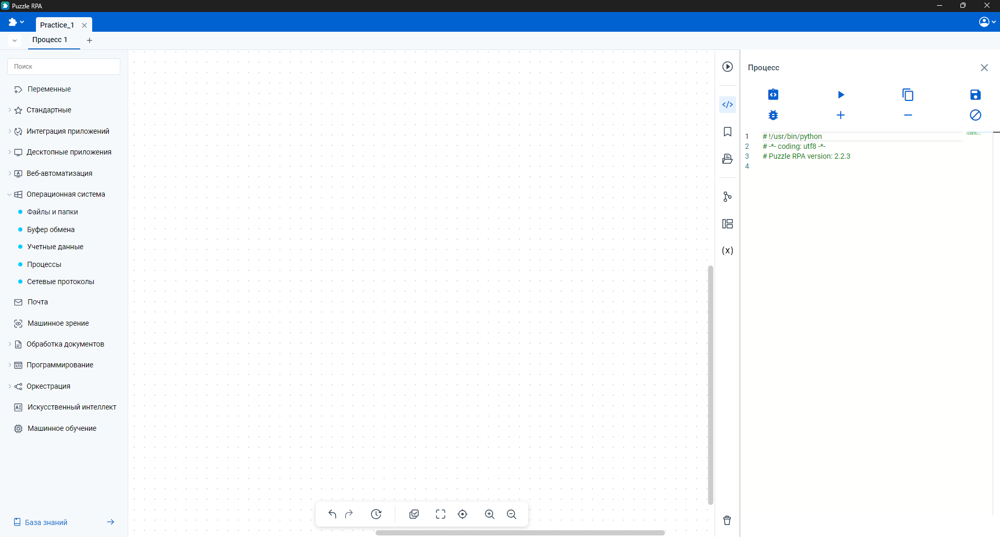 Puzzle RPA
Practice_1
Процесс 1
Поиск
Переменные
Стандартные
Интеграция приложений
Десктопные приложения
Веб-автоматизация
Операционная система
Файлы и папки
Буфер обмена
Учетные данные
Процессы
Сетевые протоколы
Почта
Машинное зрение
Обработка документов
Программирование
Оркестрация
AI Искусственный интеллект
Машинное обучение
База знаний
(x)
Процесс
1 # !/usr/bin/python
2 # -*- coding: utf8 -*-
3 # Puzzle RPA version: 2.2.3
4